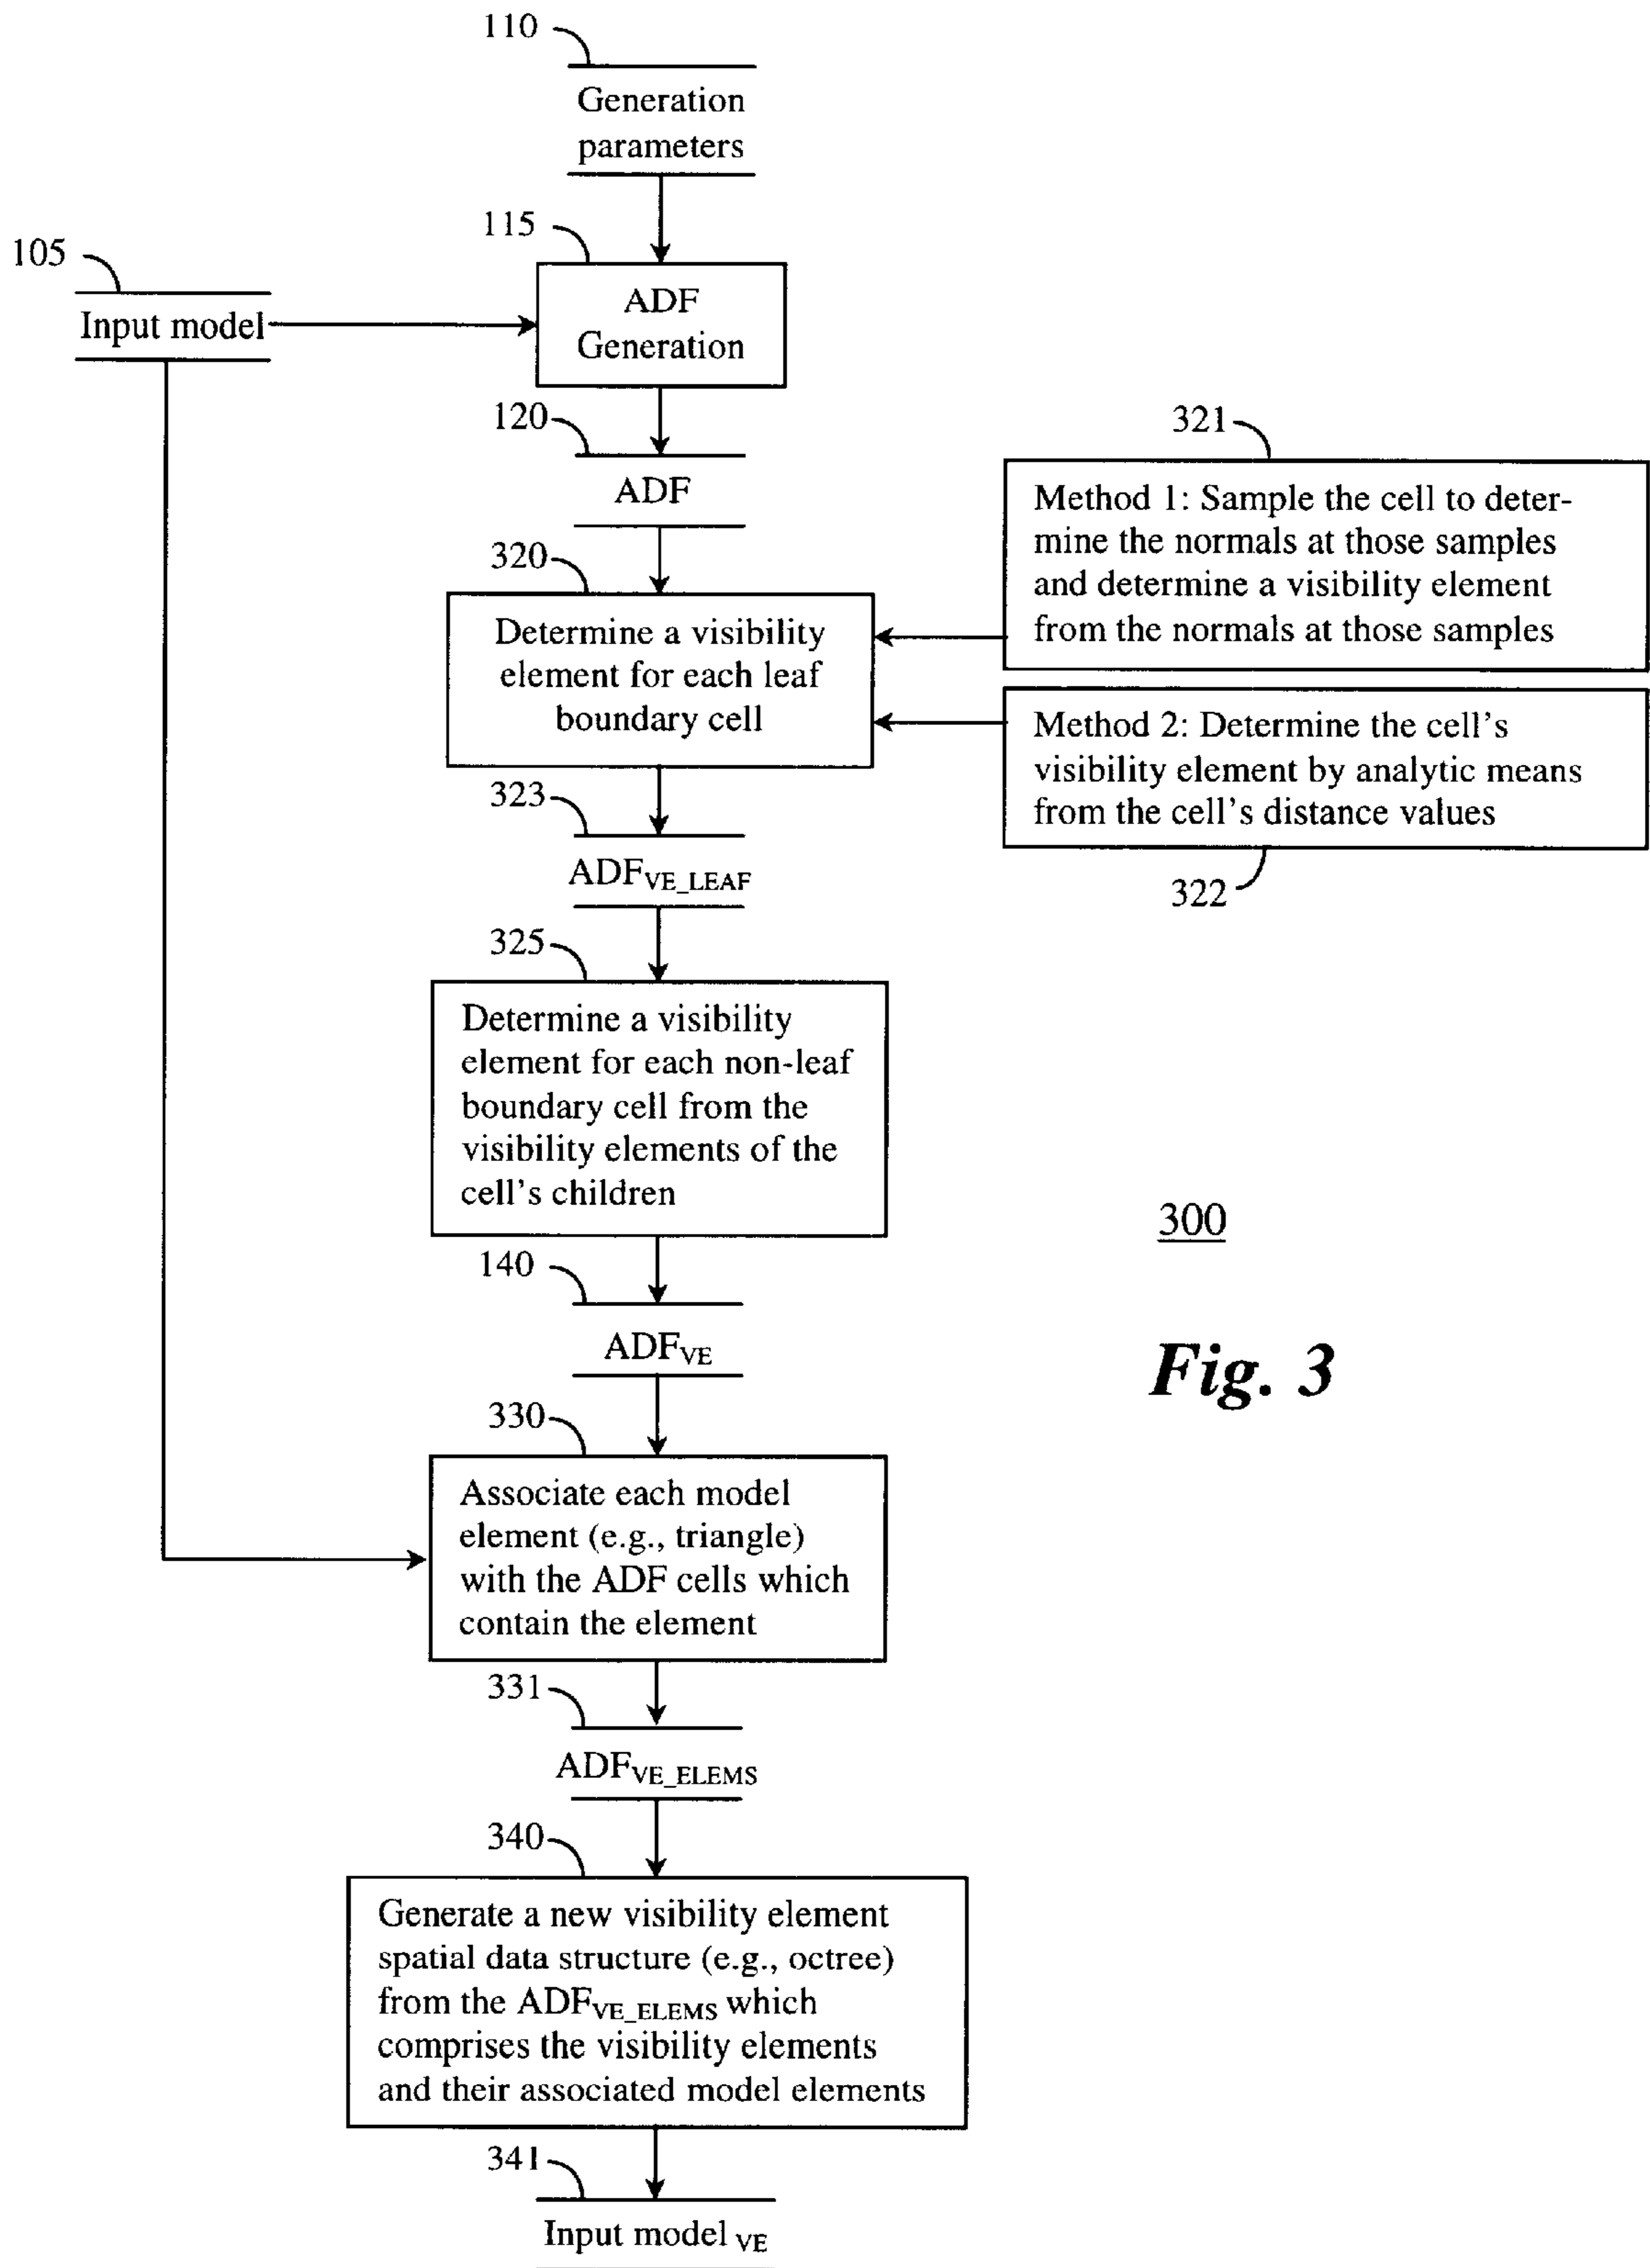 110
Generation
parameters
115
105
Input model
ADF
Generation
120
ADF
321
Method 1: Sample the cell to deter-
mine the normals at those samples
and determine a visibility element
from the normals at those samples
320
Determine a visibility
element for each leaf
boundary cell
Method 2: Determine the cell's
visibility element by analytic means
from the cell's distance values
322
323
ADFVE_LEAF
325
Determine a visibility
element for each non-leaf
boundary cell from the
visibility elements of the
cell's children
300
140
ADFVE
Fig. 3
330
Associate each model
element (e.g., triangle)
with the ADF cells which
contain the element
331
ADFVE_ELEMS
340
Generate a new visibility element
spatial data structure (e.g., octree)
from the ADFVE_ELEMS which
comprises the visibility elements
and their associated model elements
341
Input model VE